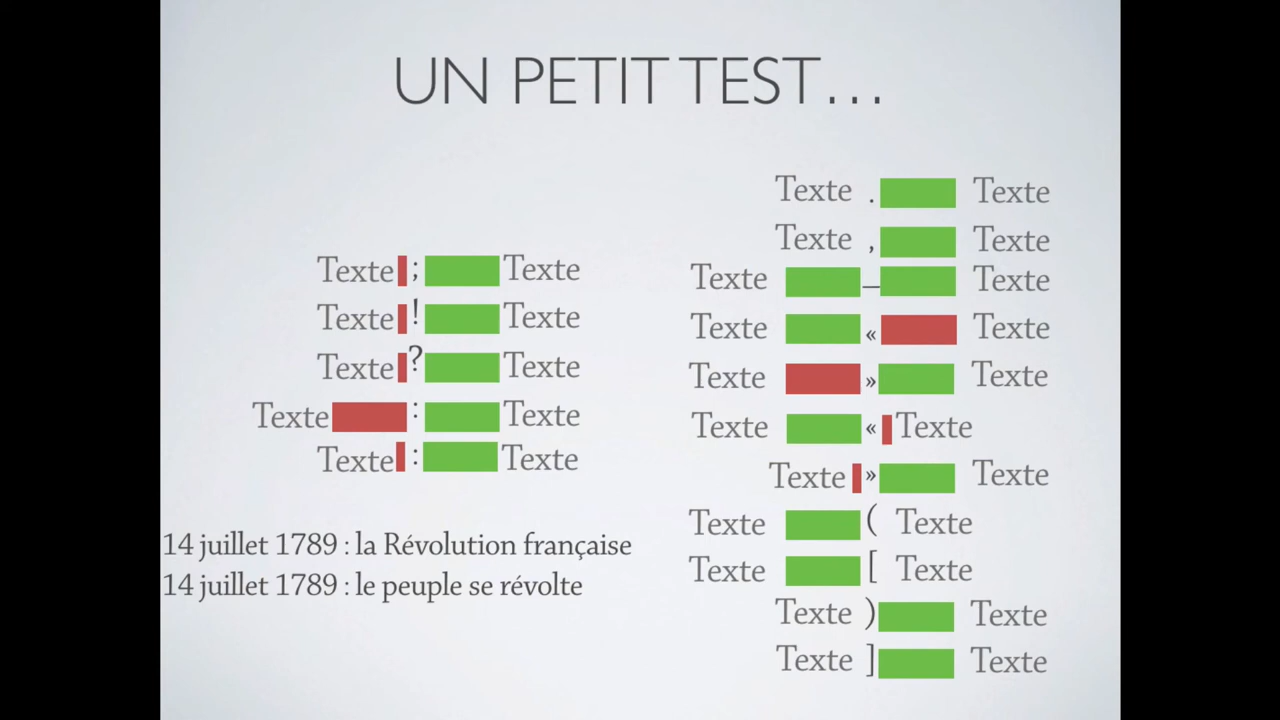 UN PETIT TEST…
Texte ; Texte
Texte ! Texte
Texte ? Texte
Texte : Texte
Texte : Texte
14 juillet 1789 : la Révolution française
14 juillet 1789 : le peuple se révolte
Texte . Texte
Texte , Texte
Texte – Texte
Texte « Texte
Texte » Texte
Texte « Texte
Texte » Texte
Texte ( Texte
Texte [ Texte
Texte ) Texte
Texte ] Texte